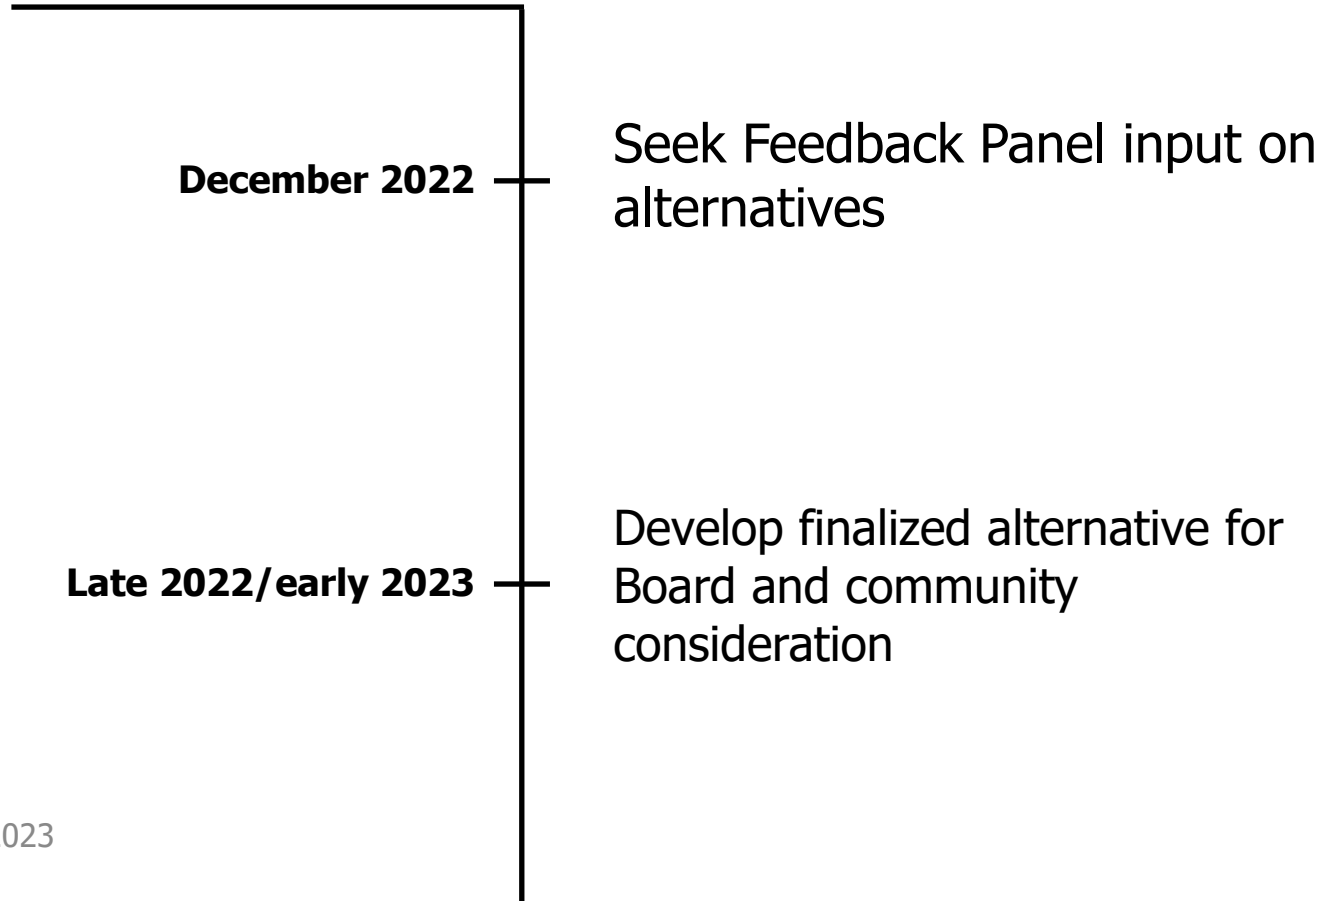 December 2022
Seek Feedback Panel input on
alternatives
Late 2022/early 2023
Develop finalized alternative for
Board and community
consideration
023